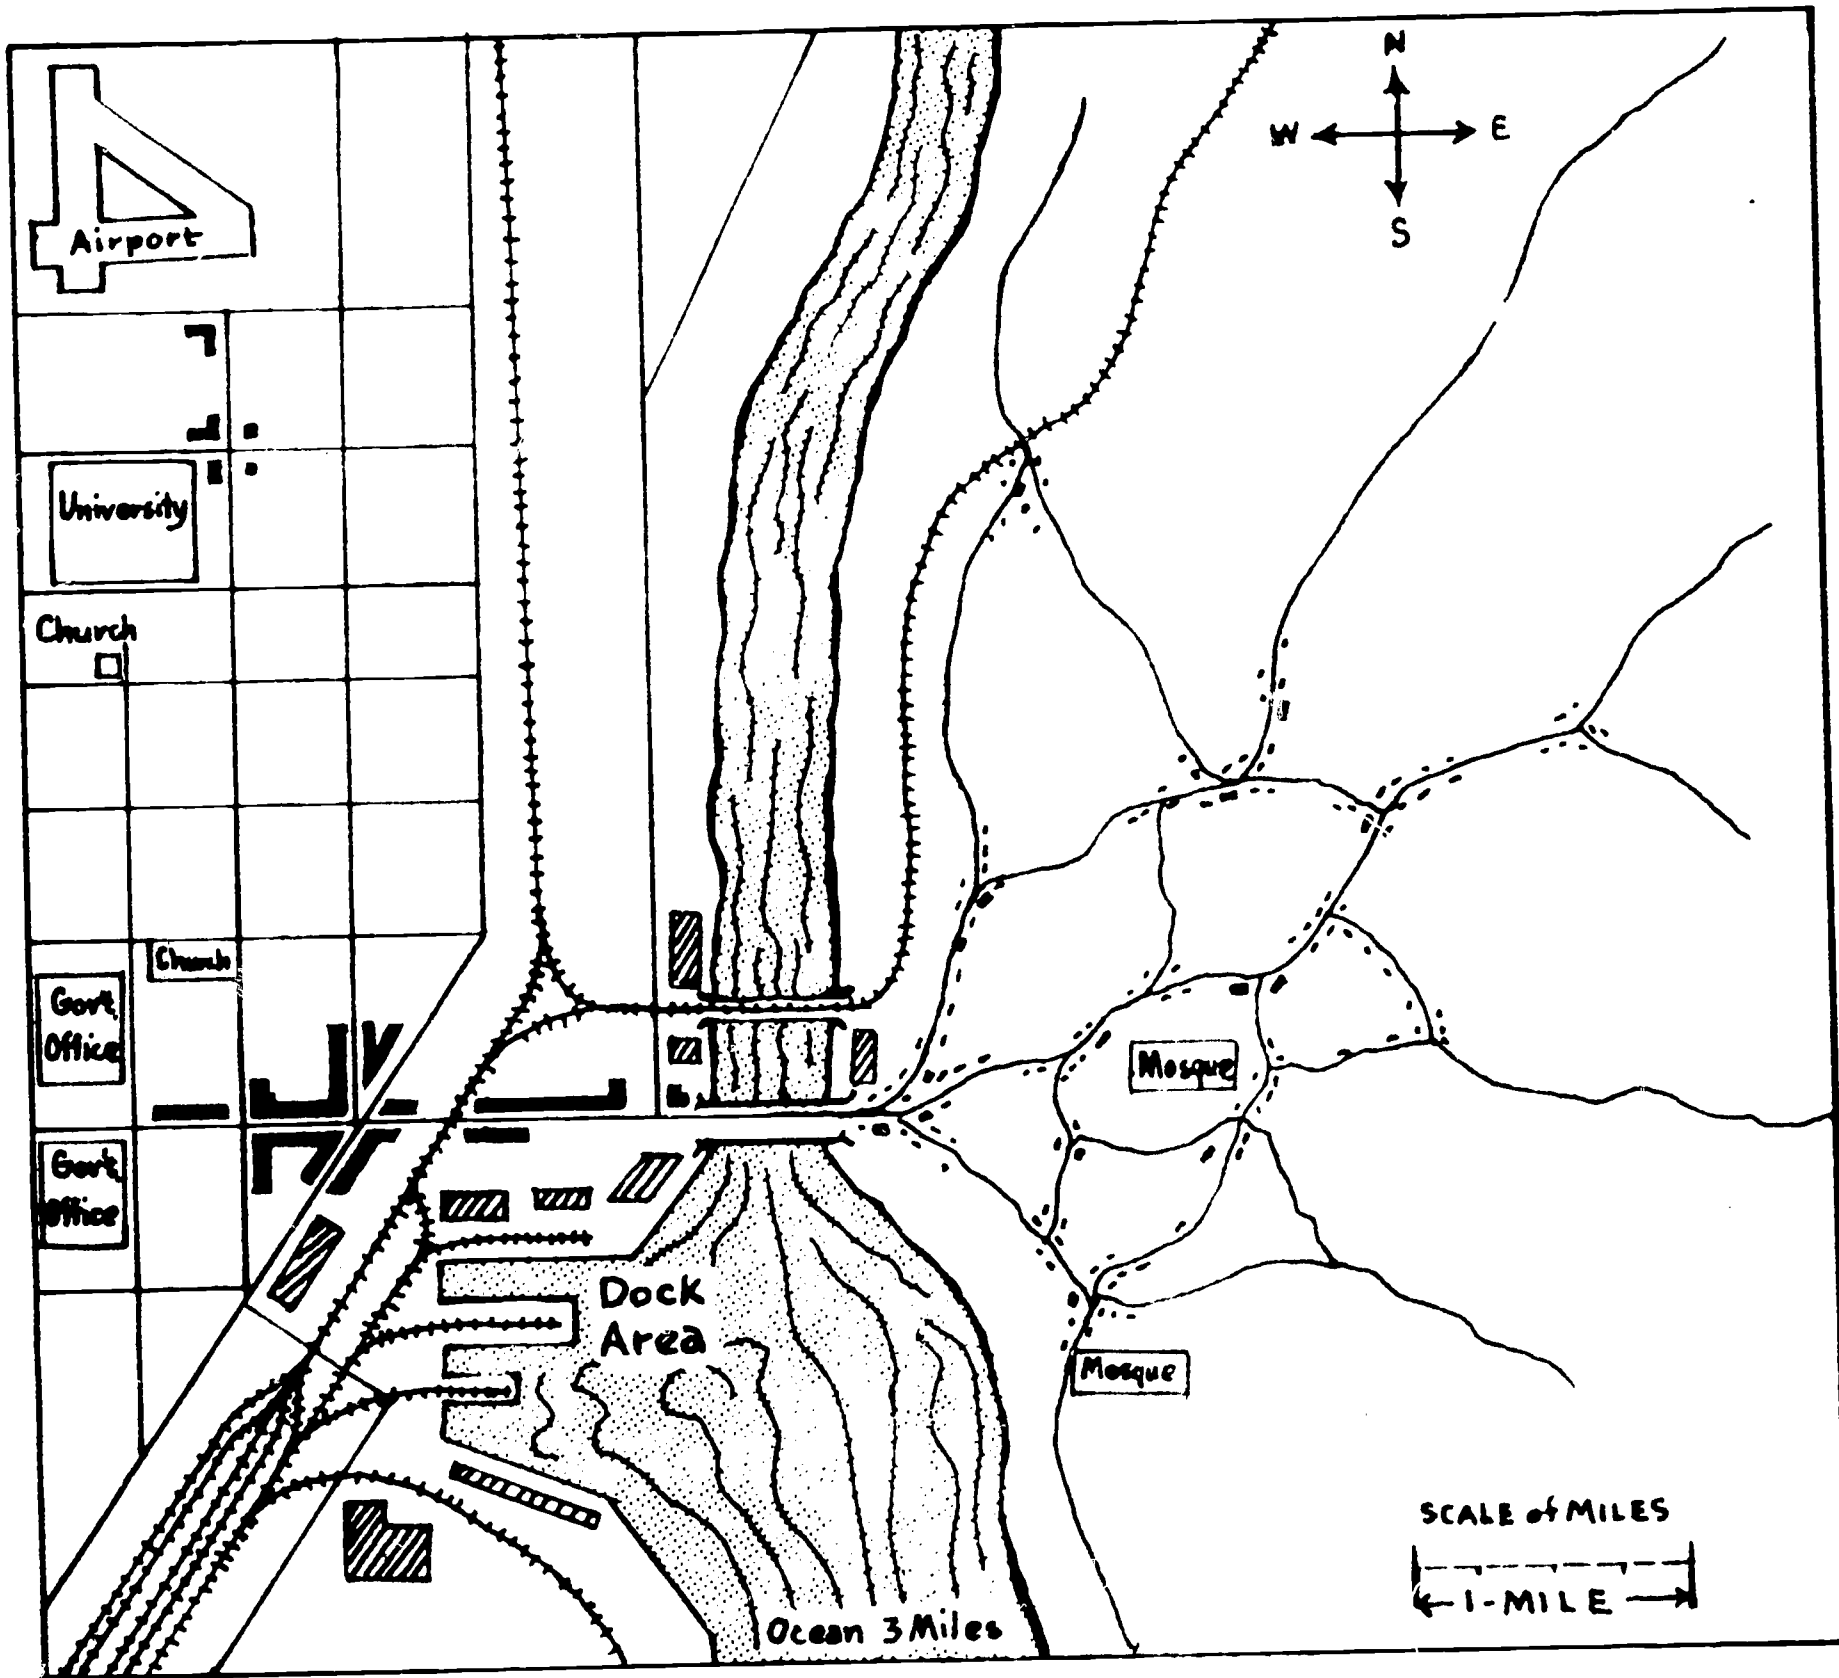 N
W E
S
Airport
University
Church
Church
Gov't
Office
Mosque
Gov't
Office
Dock
Area
Mosque
SCALE of MILES
1-MILE
Ocean 3 Miles